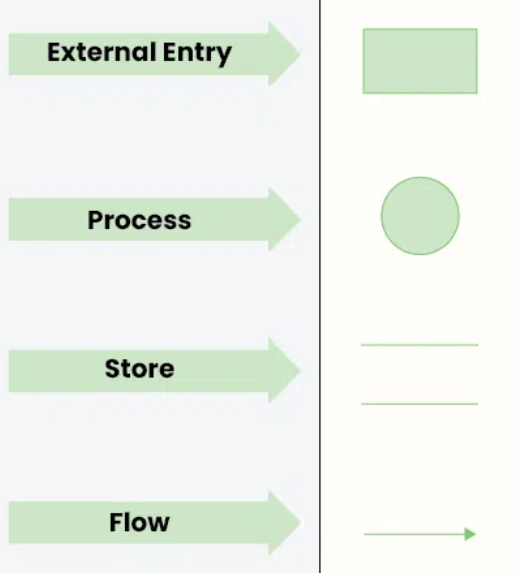 External Entry
Process
Store
Flow